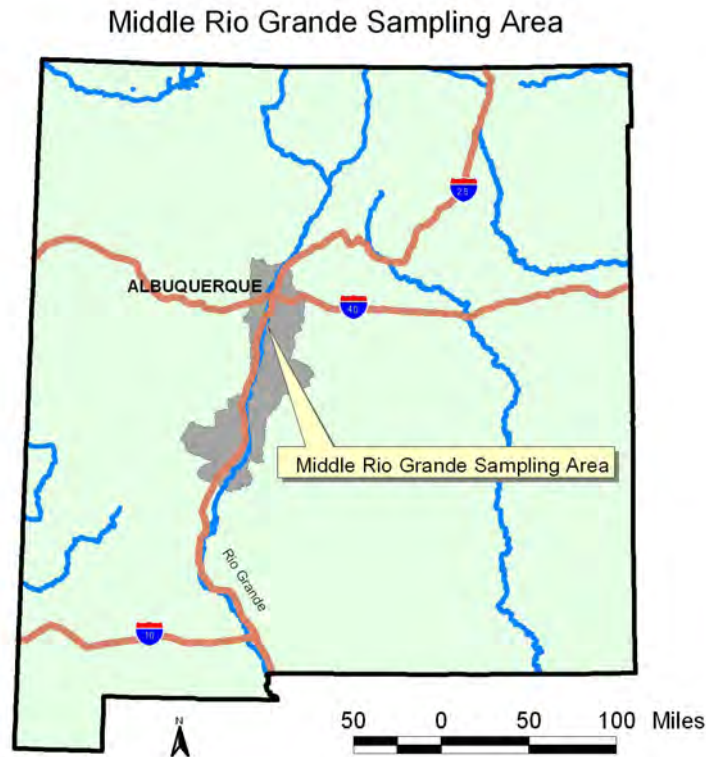 Middle Rio Grande Sampling Area
25
ALBUQUERQUE
40
Middle Rio Grande Sampling Area
Rio Grande
10
N
50 0 50 100 Miles